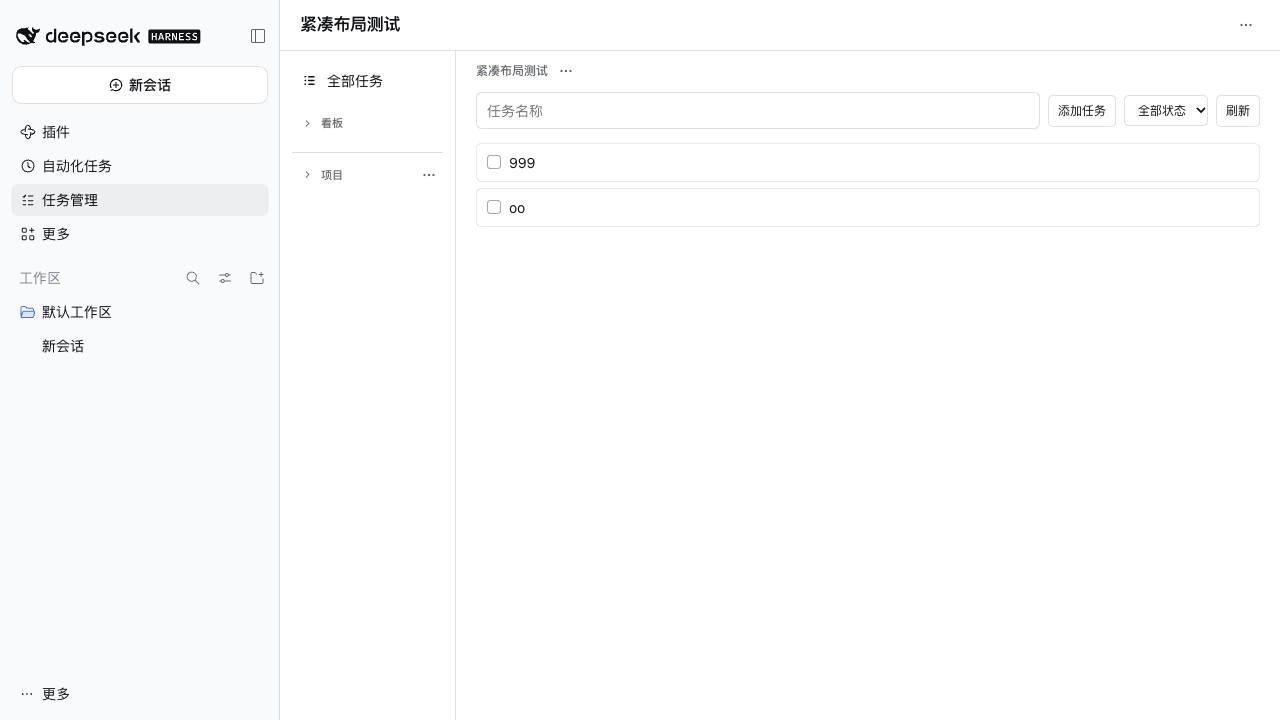 deepseek HARNESS
新会话
插件
自动化任务
任务管理
更多
工作区
默认工作区
新会话
更多
紧凑布局测试
全部任务
看板
项目
紧凑布局测试
任务名称
添加任务
全部状态
刷新
999
oo